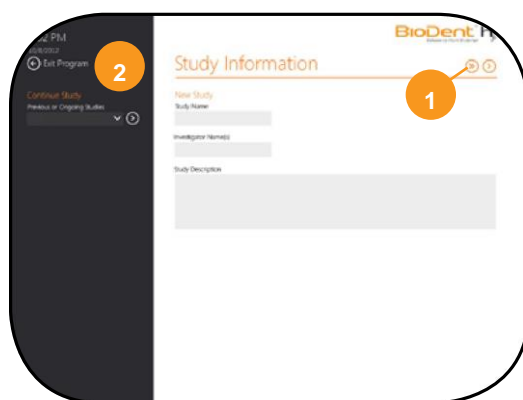 2 PM
Exit Program
2
Continue Study
Previous or Ongoing Studies
BioDent H
Study Information
1
New Study
Study Name
Investigator Name(s)
Study Description